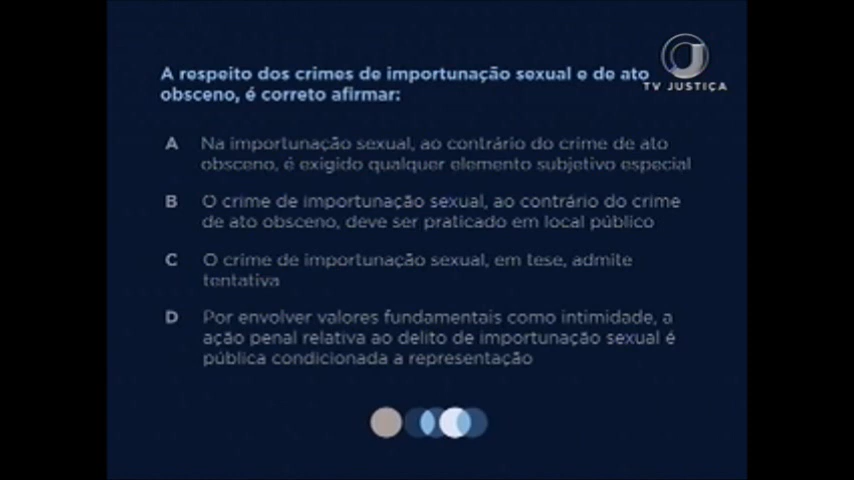 A respeito dos crimes de importunação sexual e de ato
obsceno, é correto afirmar:
TV JUSTIÇA
A Na importunação sexual, ao contrário do crime de ato
obsceno, é exigido qualquer elemento subjetivo especial
B O crime de importunação sexual, ao contrário do crime
de ato obsceno, deve ser praticado em local público
C O crime de importunação sexual, em tese, admite
tentativa
D Por envolver valores fundamentais como intimidade, a
ação penal relativa ao delito de importunação sexual é
pública condicionada a representação